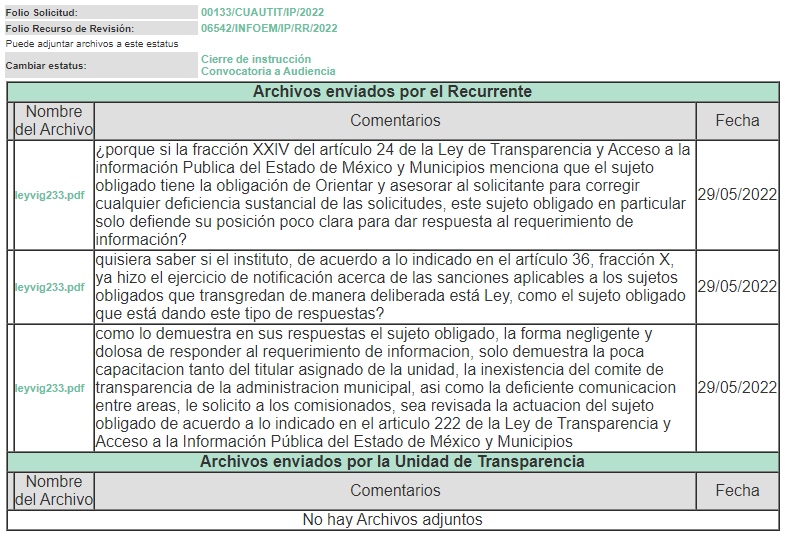 Folio Solicitud: 00133/CUAUTIT/IP/2022
Folio Recurso de Revisión: 06542/INFOEM/IP/RR/2022
Puede adjuntar archivos a este estatus
Cambiar estatus: Cierre de instrucción
Convocatoria a Audiencia
Archivos enviados por el Recurrente
Nombre del Archivo Comentarios Fecha
¿porque si la fracción XXIV del artículo 24 de la Ley de Transparencia y Acceso a la
información Publica del Estado de México y Municipios menciona que el sujeto
obligado tiene la obligación de Orientar y asesorar al solicitante para corregir
leyvig233.pdf cualquier deficiencia sustancial de las solicitudes, este sujeto obligado en particular 29/05/2022
solo defiende su posición poco clara para dar respuesta al requerimiento de
información?
quisiera saber si el instituto, de acuerdo a lo indicado en el artículo 36, fracción X,
ya hizo el ejercicio de notificación acerca de las sanciones aplicables a los sujetos
leyvig233.pdf obligados que transgredan de.manera deliberada está Ley, como el sujeto obligado 29/05/2022
que está dando este tipo de respuestas?
como lo demuestra en sus respuestas el sujeto obligado, la forma negligente y
dolosa de responder al requerimiento de informacion, solo demuestra la poca
capacitacion tanto del titular asignado de la unidad, la inexistencia del comite de
leyvig233.pdf transparencia de la administracion municipal, asi como la deficiente comunicacion 29/05/2022
entre areas, le solicito a los comisionados, sea revisada la actuacion del sujeto
obligado de acuerdo a lo indicado en el articulo 222 de la Ley de Transparencia y
Acceso a la Información Pública del Estado de México y Municipios
Archivos enviados por la Unidad de Transparencia
Nombre del Archivo Comentarios Fecha
No hay Archivos adjuntos